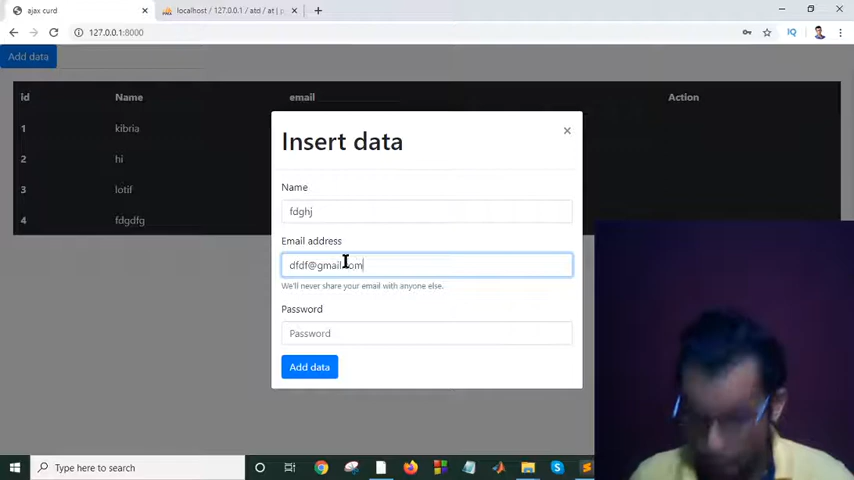 ajax curd
localhost / 127.0.0.1 / atd / at | p
127.0.0.1:8000
IQ
Add data
id Name email Action
1 kibria
2 hi
3 lotif
4 fdgdfg
Insert data
×
Name
fdghj
Email address
dfdf@gmail.com
We'll never share your email with anyone else.
Password
Password
Add data
Type here to search